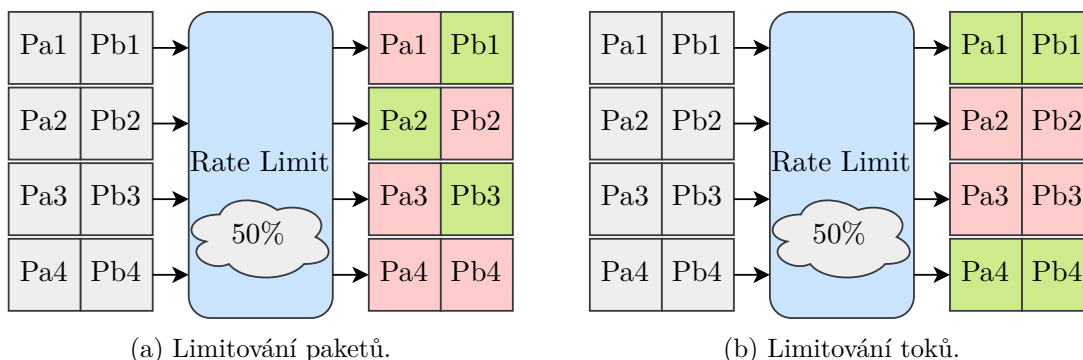 Pa1 Pb1 Pa1 Pb1 Pa1 Pb1 Pa1 Pb1
Pa2 Pb2 Pa2 Pb2 Pa2 Pb2 Pa2 Pb2
Rate Limit Rate Limit
Pa3 Pb3 Pa3 Pb3 Pa3 Pb3 Pa3 Pb3
50% 50%
Pa4 Pb4 Pa4 Pb4 Pa4 Pb4 Pa4 Pb4
(a) Limitování paketů. (b) Limitování toků.